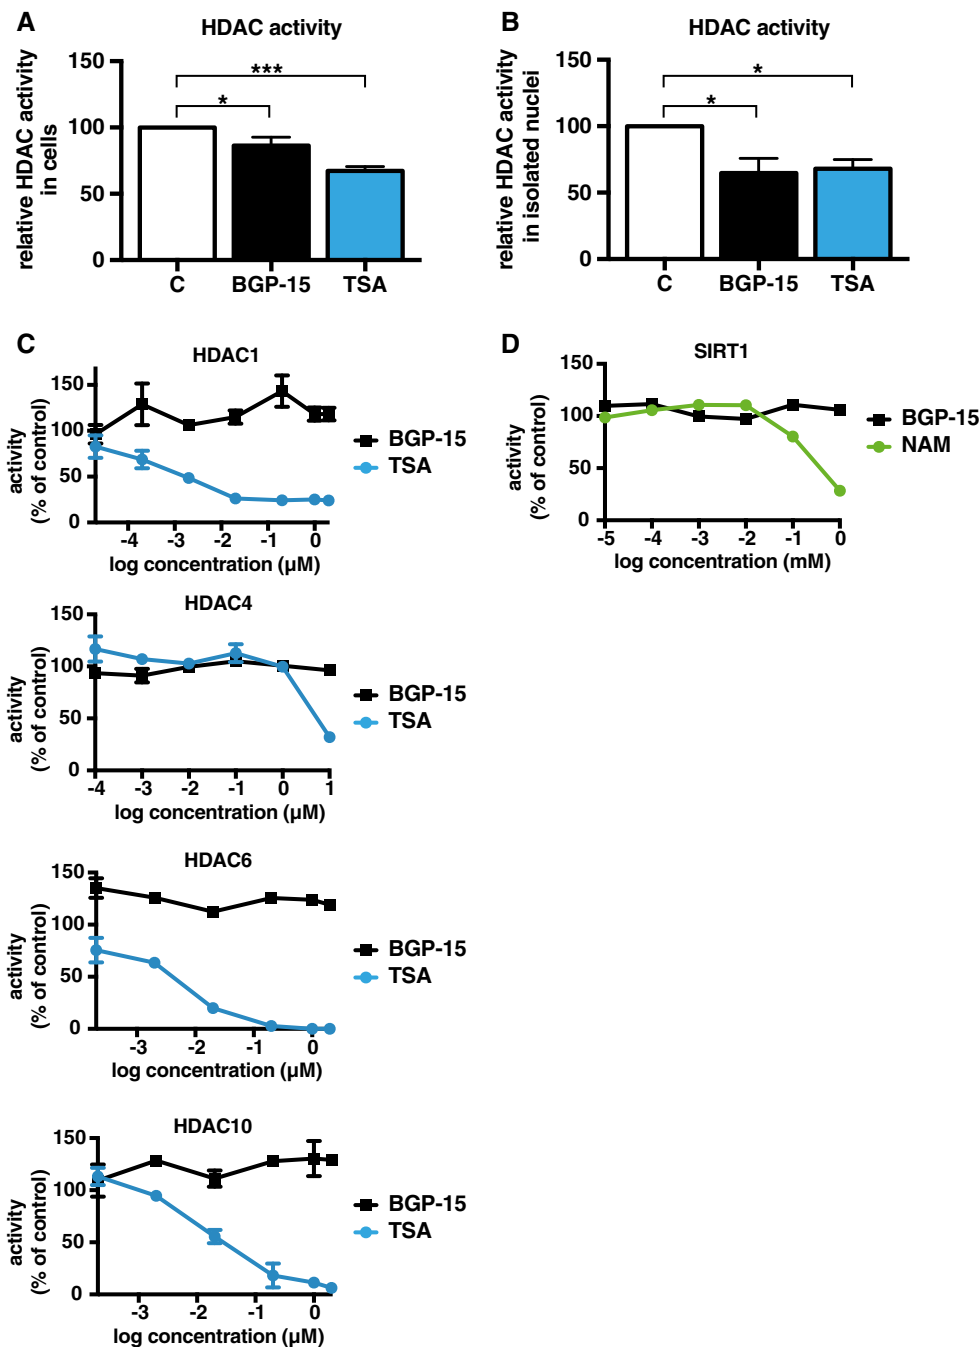 A
HDAC activity
relative HDAC activity
in cells
150
100
50
0
***
*
C
BGP-15
TSA
B
HDAC activity
relative HDAC activity
in isolated nuclei
150
100
50
0
*
*
C
BGP-15
TSA
C
HDAC1
activity
(% of control)
150
100
50
0
-4
-3
-2
-1
0
log concentration (µM)
BGP-15
TSA
D
SIRT1
activity
(% of control)
150
100
50
0
-5
-4
-3
-2
-1
0
log concentration (mM)
BGP-15
NAM
HDAC4
activity
(% of control)
150
100
50
0
-4
-3
-2
-1
0
1
log concentration (µM)
BGP-15
TSA
HDAC6
activity
(% of control)
150
100
50
0
-3
-2
-1
0
log concentration (µM)
BGP-15
TSA
HDAC10
activity
(% of control)
150
100
50
0
-3
-2
-1
0
log concentration (µM)
BGP-15
TSA